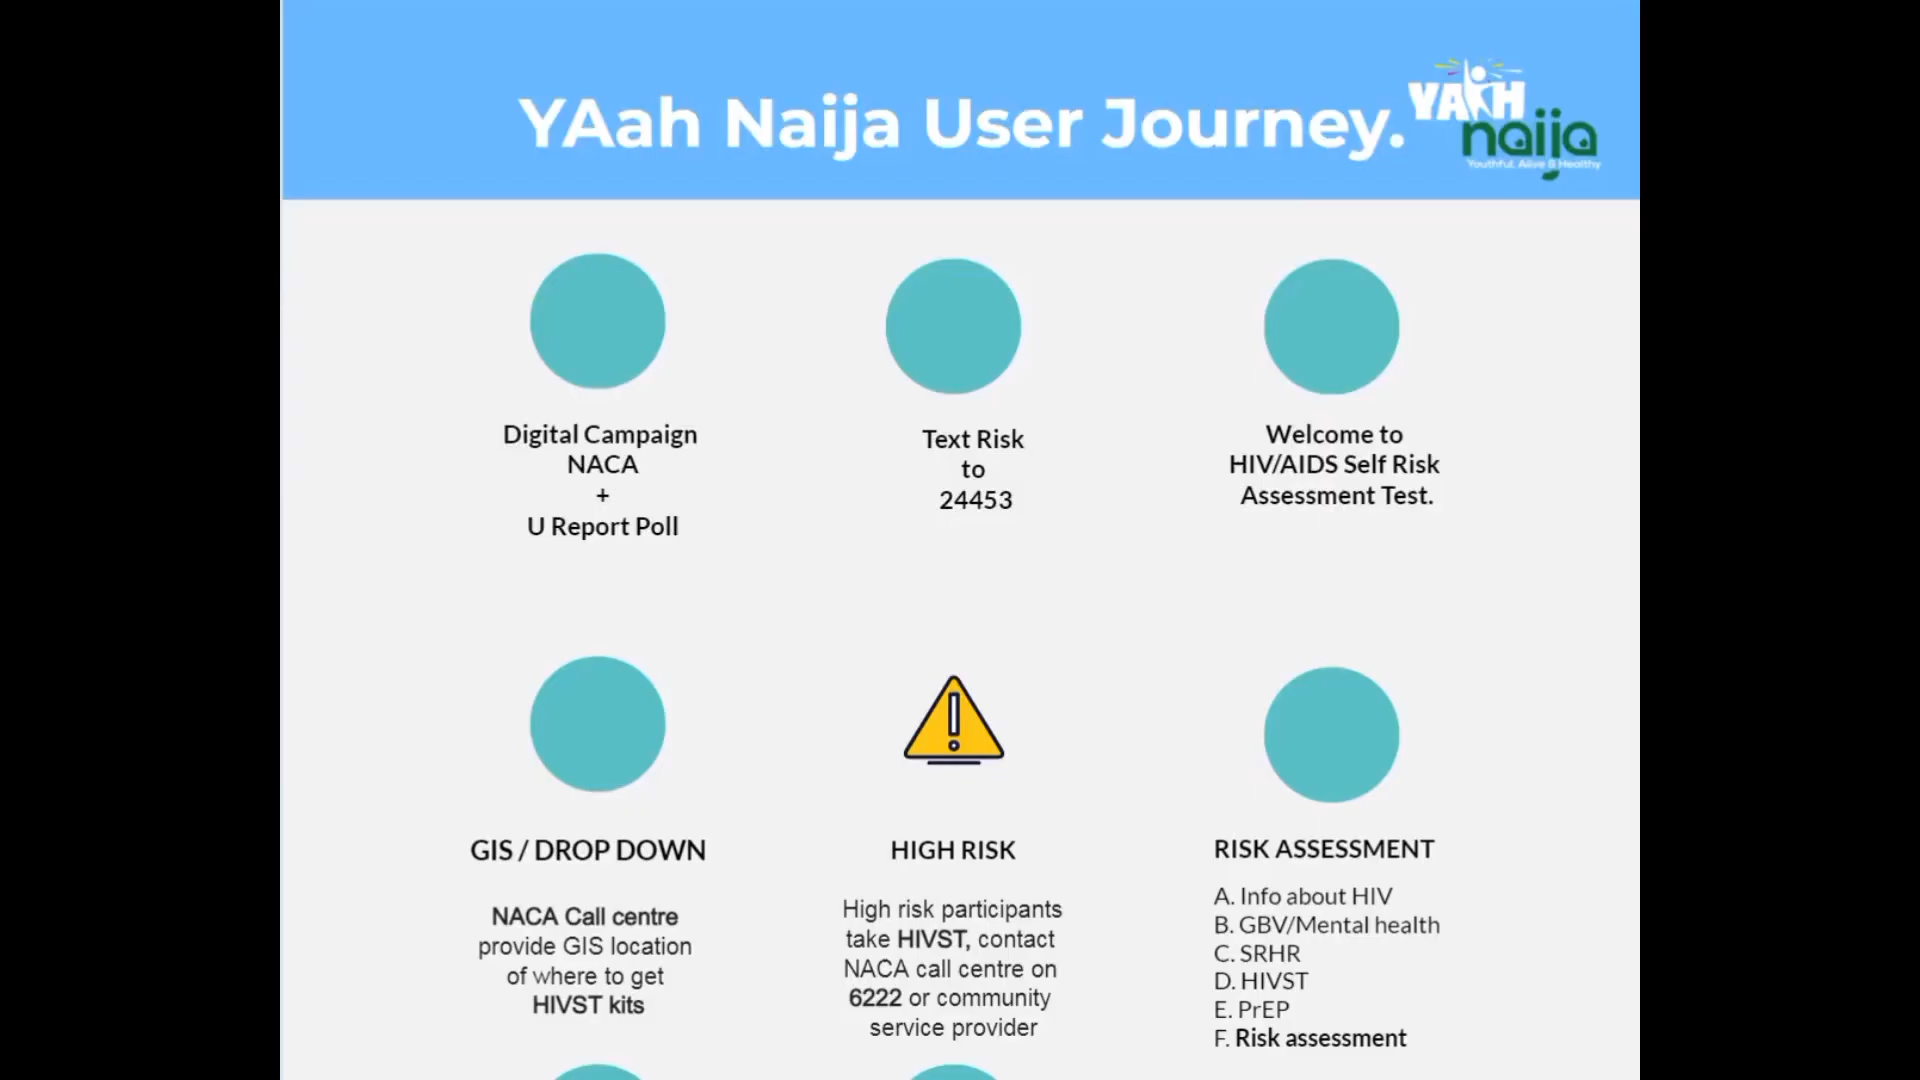 YAah Naija User Journey.
YAAH
naija
Youthful, Alive & Healthy
Digital Campaign
NACA
+
U Report Poll
Text Risk
to
24453
Welcome to
HIV/AIDS Self Risk
Assessment Test.
GIS / DROP DOWN
NACA Call centre
provide GIS location
of where to get
HIVST kits
HIGH RISK
High risk participants
take HIVST, contact
NACA call centre on
6222 or community
service provider
RISK ASSESSMENT
A. Info about HIV
B. GBV/Mental health
C. SRHR
D. HIVST
E. PrEP
F. Risk assessment